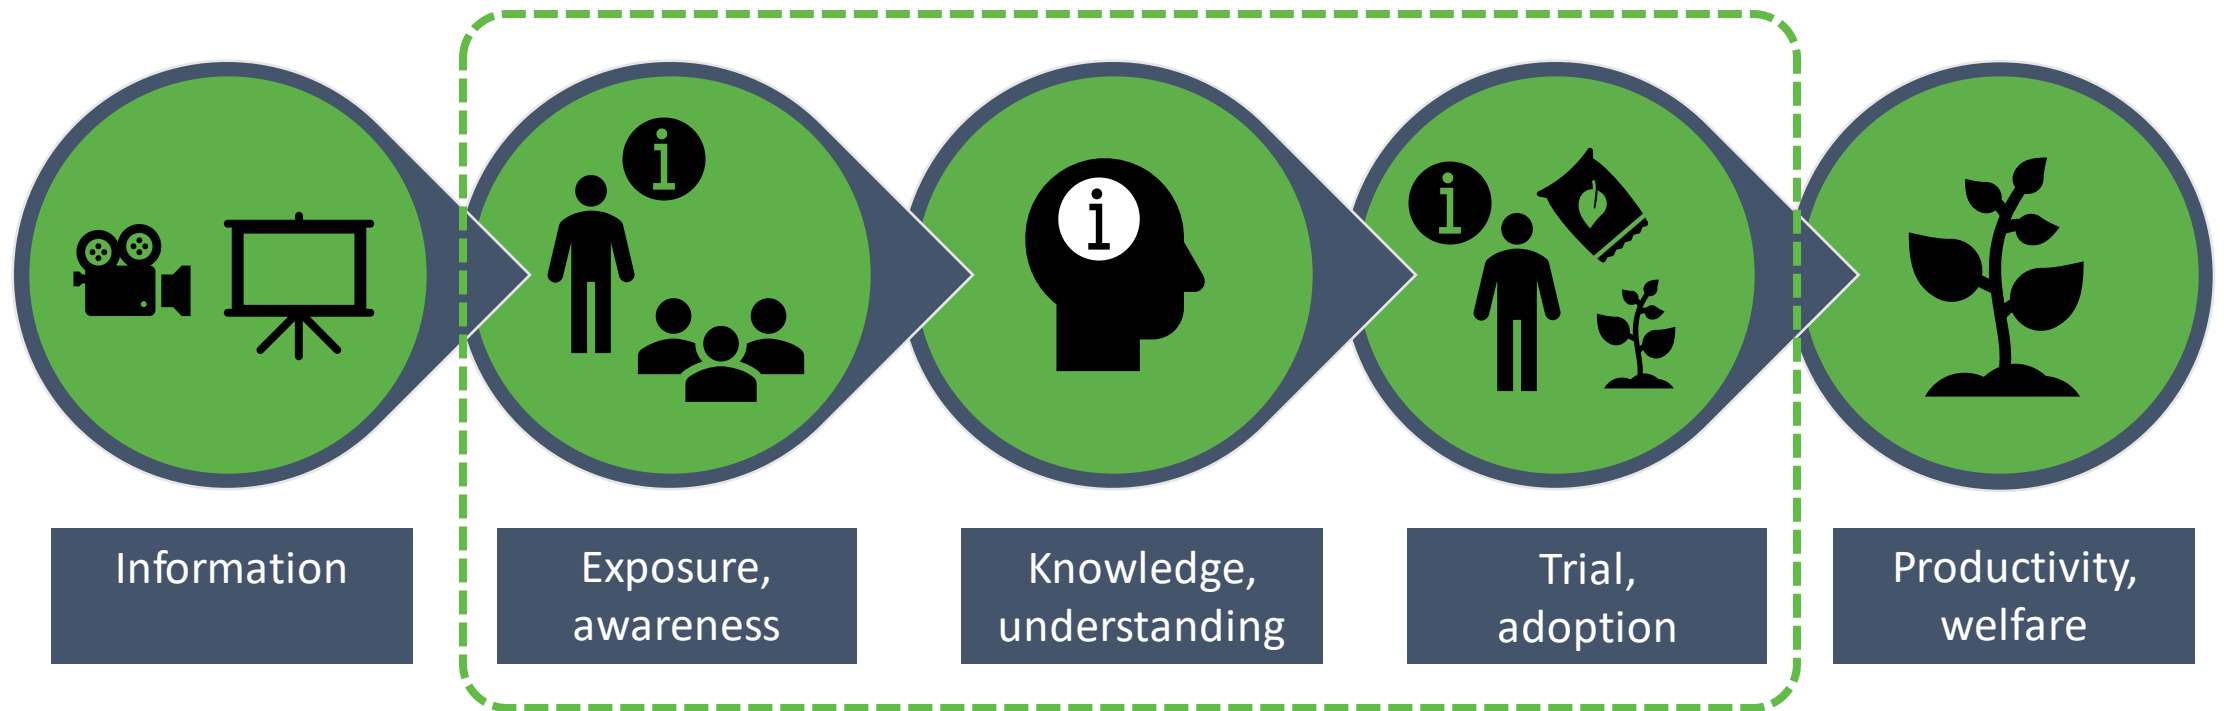 i
i
i
Information
Exposure,
awareness
Knowledge,
understanding
Trial,
adoption
Productivity,
welfare